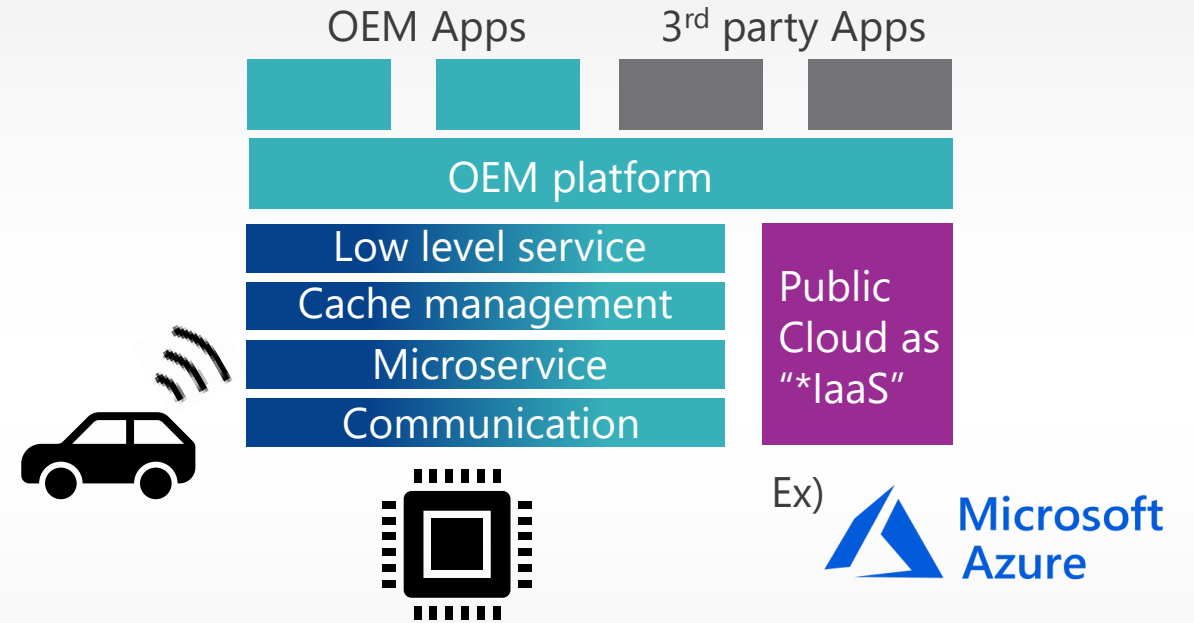 OEM Apps
3rd party Apps
OEM platform
Low level service
Cache management
Microservice
Communication
Public
Cloud as
“*IaaS”
Ex)
Microsoft
Azure